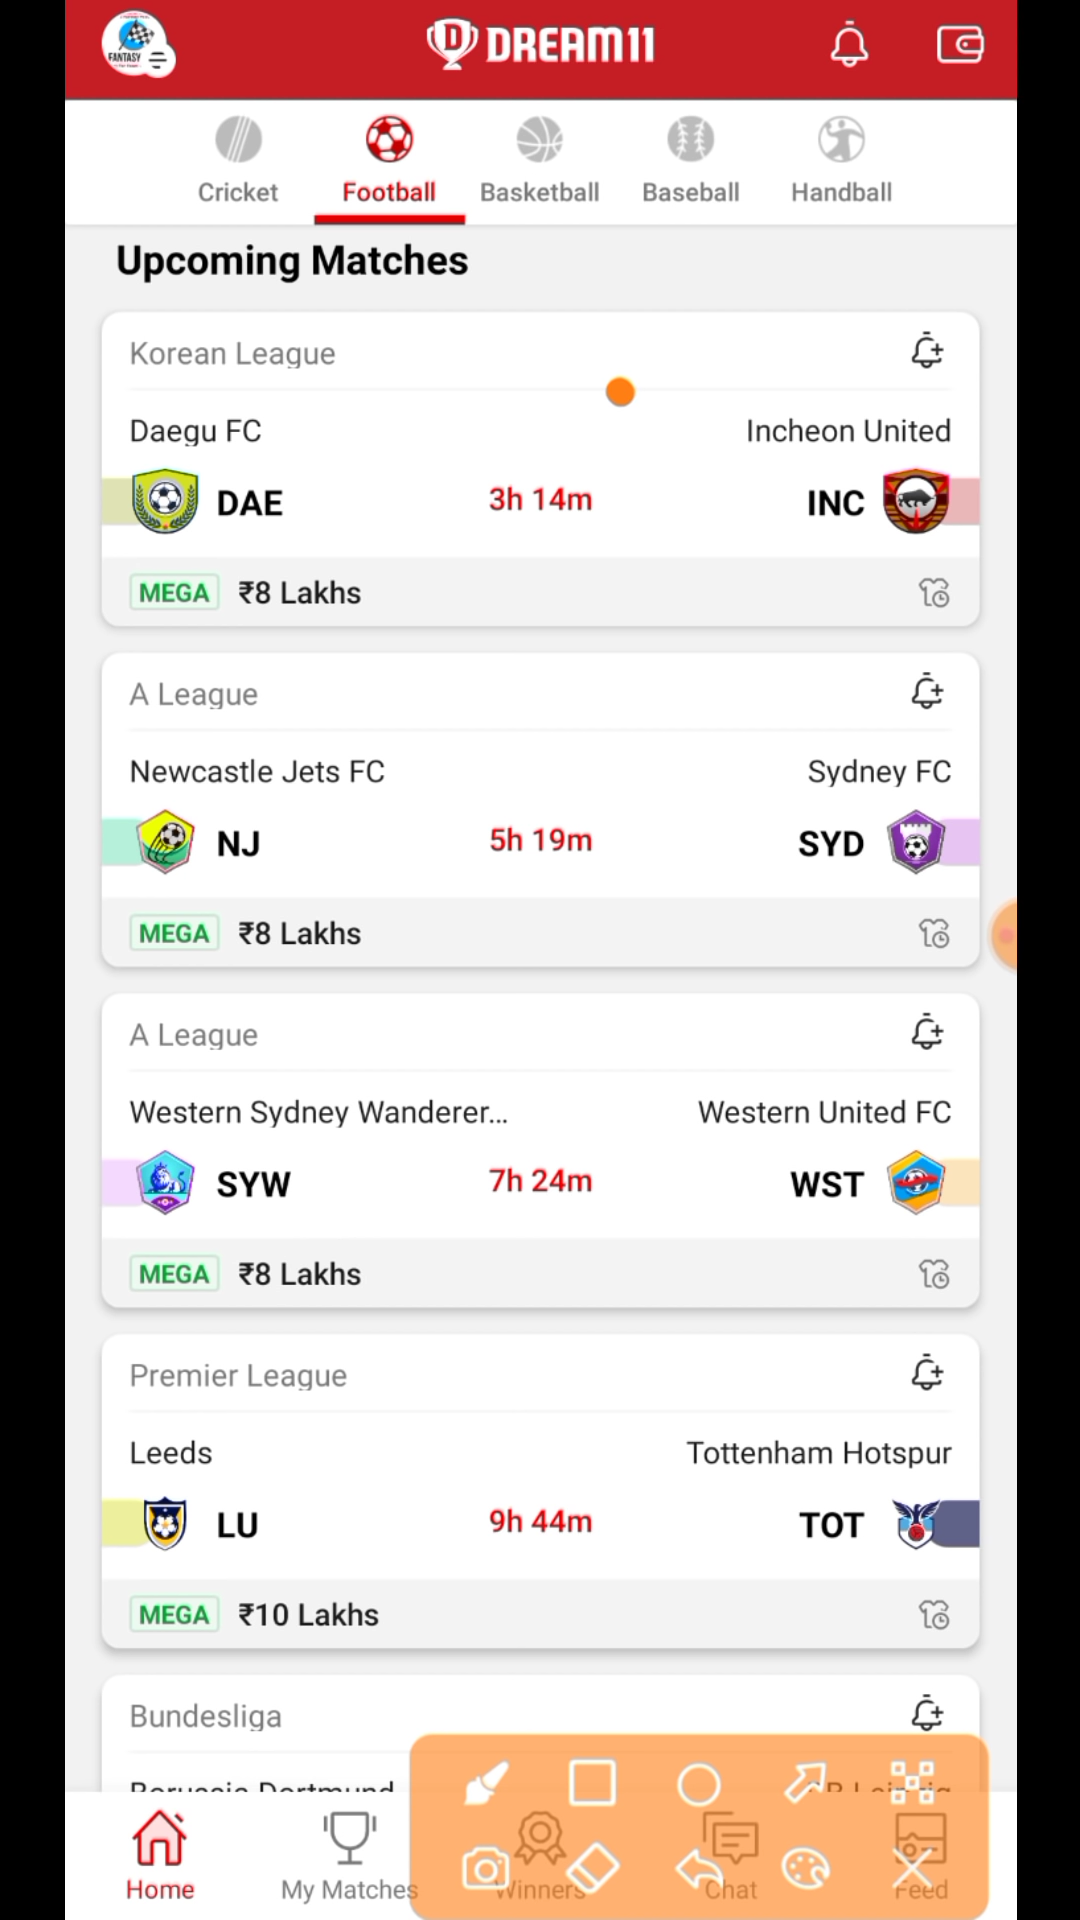 FANTASY
DREAM11
Cricket
Football
Basketball
Baseball
Handball
Upcoming Matches
Korean League
Daegu FC
Incheon United
DAE
3h 14m
INC
MEGA ₹8 Lakhs
A League
Newcastle Jets FC
Sydney FC
NJ
5h 19m
SYD
MEGA ₹8 Lakhs
A League
Western Sydney Wanderer...
Western United FC
SYW
7h 24m
WST
MEGA ₹8 Lakhs
Premier League
Leeds
Tottenham Hotspur
LU
9h 44m
TOT
MEGA ₹10 Lakhs
Bundesliga
Borussia Dortmund
Home
My Matches
Winners
Chat
Feed